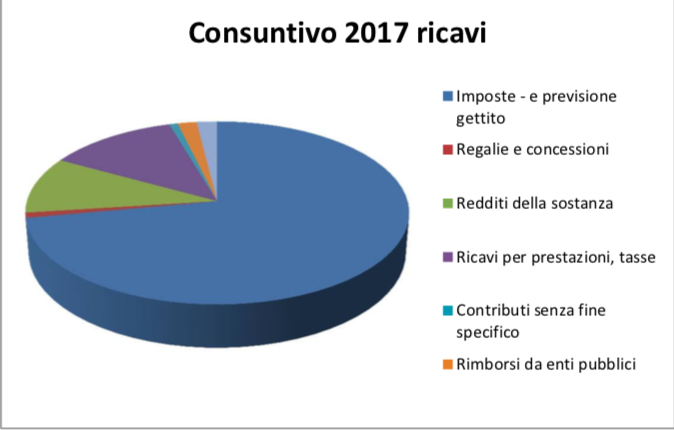 Consuntivo 2017 ricavi
Imposte - e previsione
gettito
Regalie e concessioni
Redditi della sostanza
Ricavi per prestazioni, tasse
Contributi senza fine
specifico
Rimborsi da enti pubblici